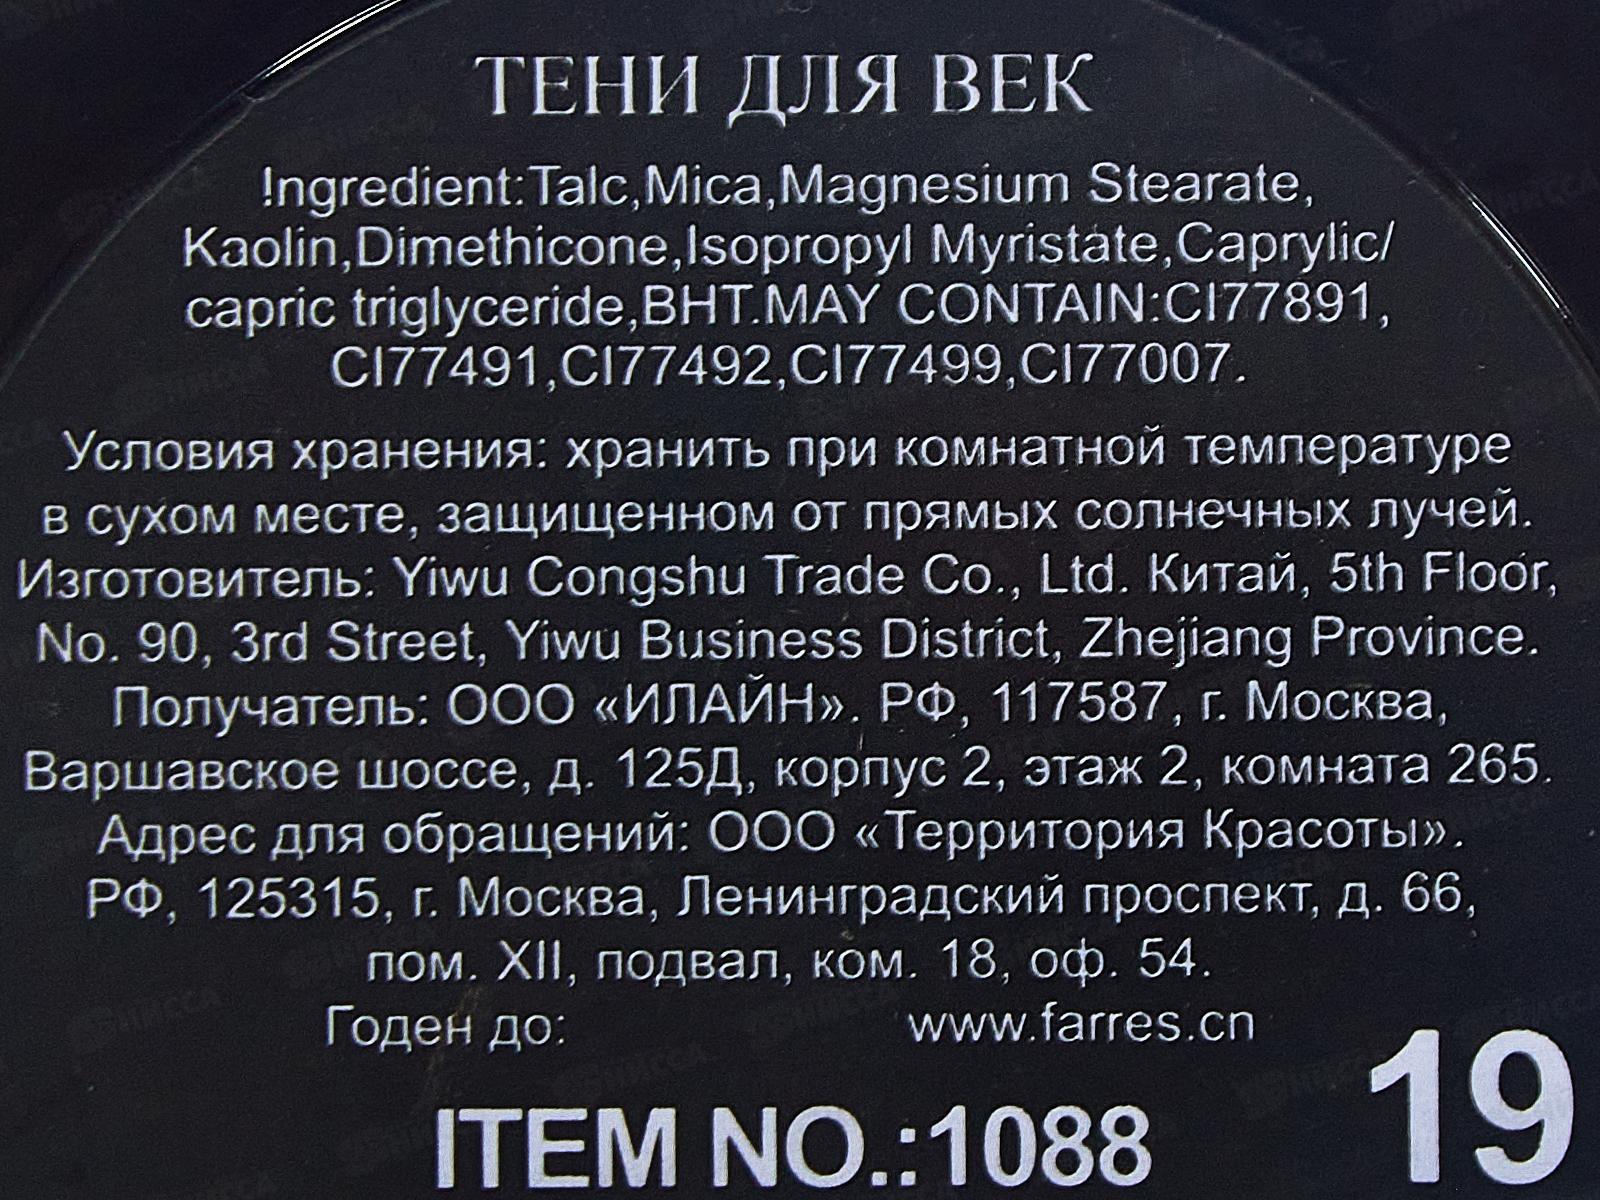 ТЕНИ ДЛЯ ВЕК
!ngredient:Talc,Mica,Magnesium Stearate,
Kaolin,Dimethicone,Isopropyl Myristate,Caprylic/
capric triglyceride,BHT.MAY CONTAIN:CI77891,
CI77491,CI77492,CI77499,CI77007.
Условия хранения: хранить при комнатной температуре
в сухом месте, защищенном от прямых солнечных лучей.
Изготовитель: Yiwu Congshu Trade Co., Ltd. Китай, 5th Floor,
No. 90, 3rd Street, Yiwu Business District, Zhejiang Province.
Получатель: ООО «ИЛАЙН». РФ, 117587, г. Москва,
Варшавское шоссе, д. 125Д, корпус 2, этаж 2, комната 265.
Адрес для обращений: ООО «Территория Красоты».
РФ, 125315, г. Москва, Ленинградский проспект, д. 66,
пом. XII, подвал, ком. 18, оф. 54.
Годен до: www.farres.cn
ITEM NO.:1088
19